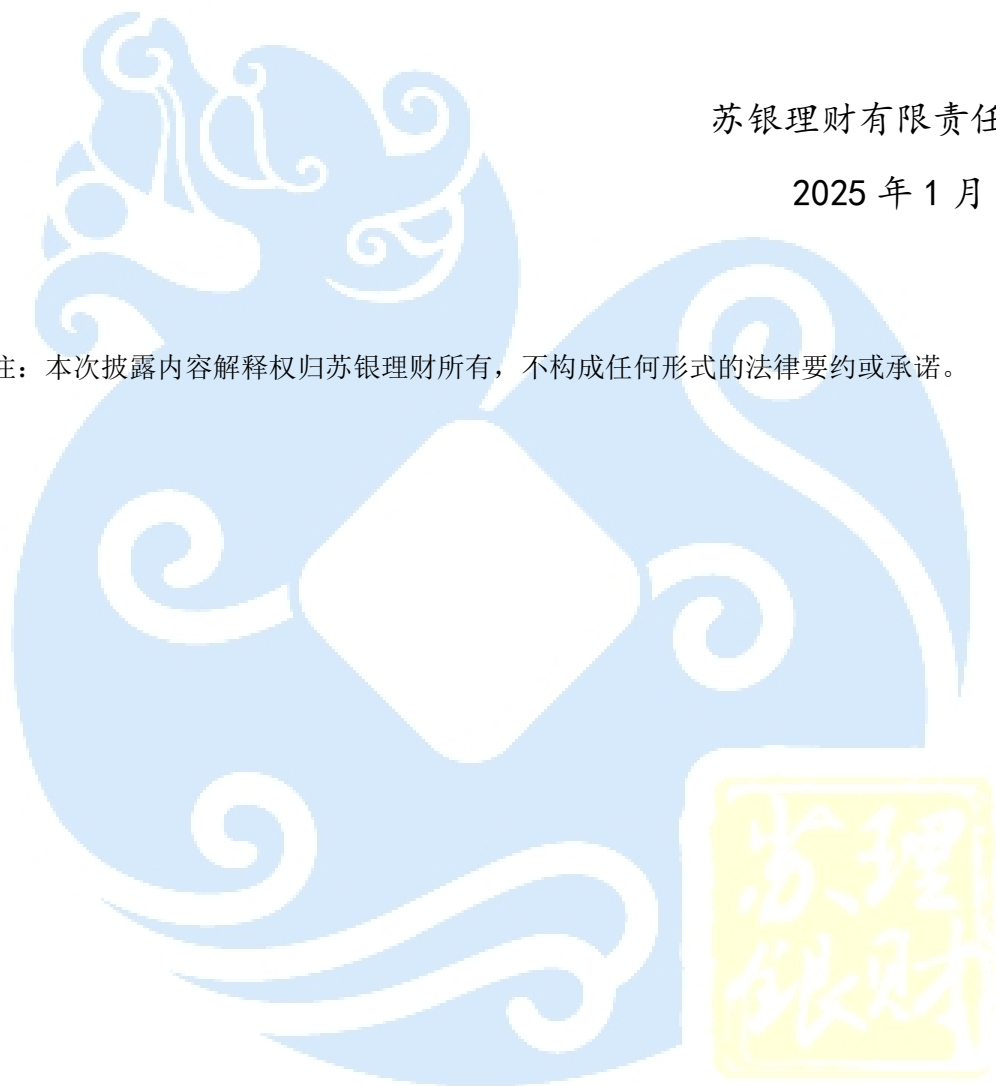 苏银理财有限责任
2025 年 1 月
注：本次披露内容解释权归苏银理财所有，不构成任何形式的法律要约或承诺。
苏理
银财